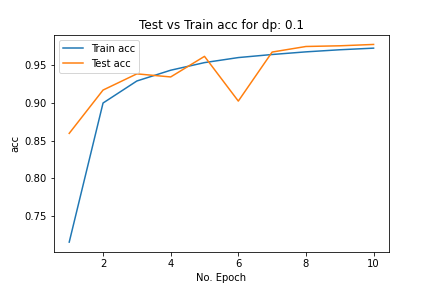 Test vs Train acc for dp: 0.1
Train acc
Test acc
0.95
0.90
0.85
0.80
0.75
acc
2 4 6 8 10
No. Epoch